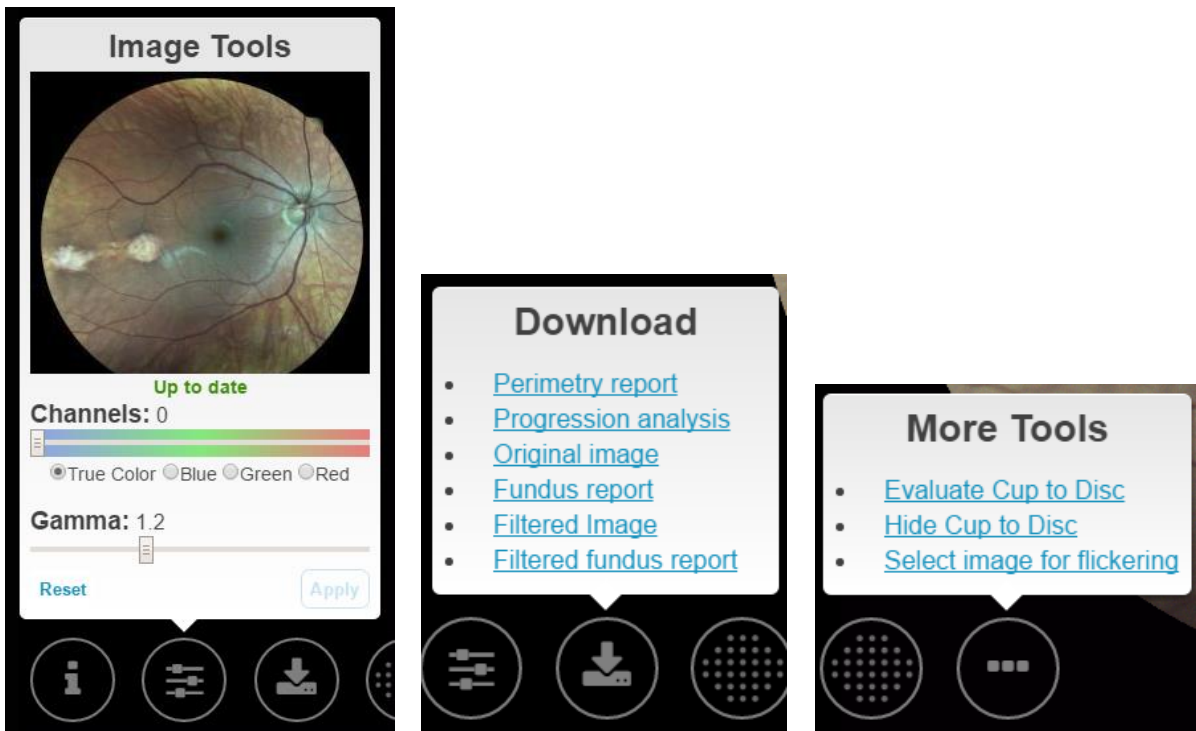 Image Tools
Up to date
Channels: 0
True Color Blue Green Red
Gamma: 1.2
Reset Apply
Download
Perimetry report
Progression analysis
Original image
Fundus report
Filtered Image
Filtered fundus report
More Tools
Evaluate Cup to Disc
Hide Cup to Disc
Select image for flickering